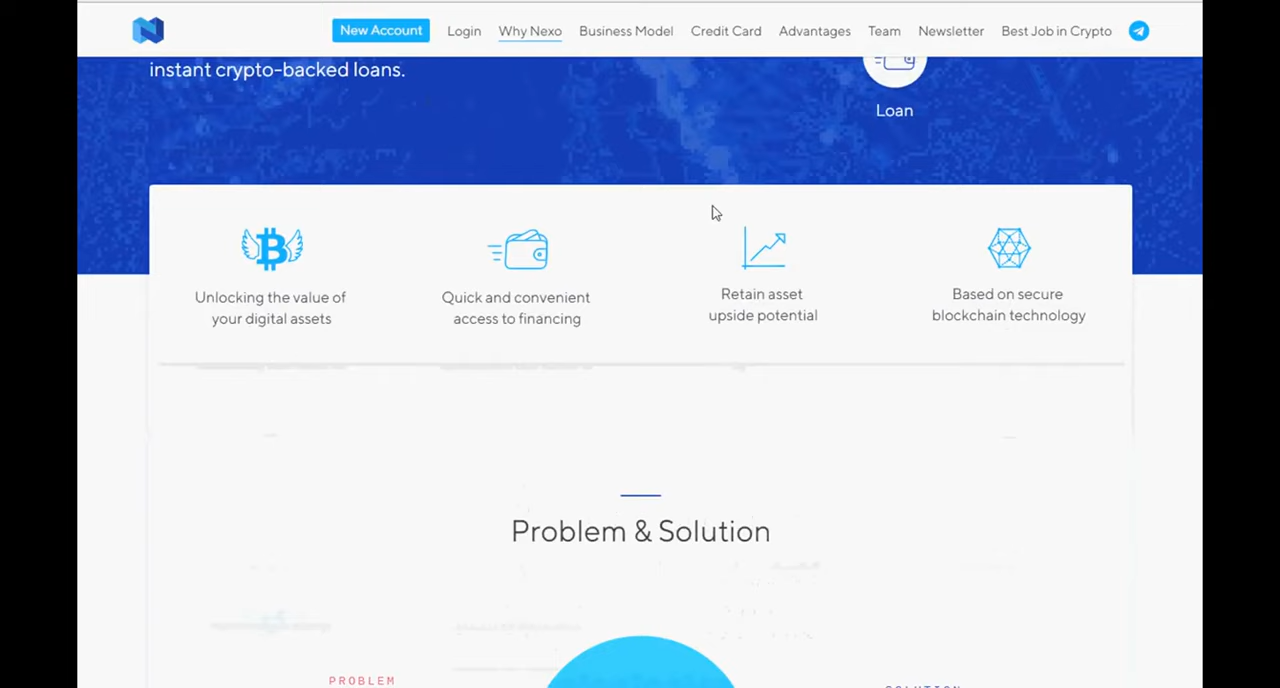 New Account Login Why Nexo Business Model Credit Card Advantages Team Newsletter Best Job in Crypto
instant crypto-backed loans.
Loan
Unlocking the value of
your digital assets
Quick and convenient
access to financing
Retain asset
upside potential
Based on secure
blockchain technology
Problem & Solution
PROBLEM
SOLUTION